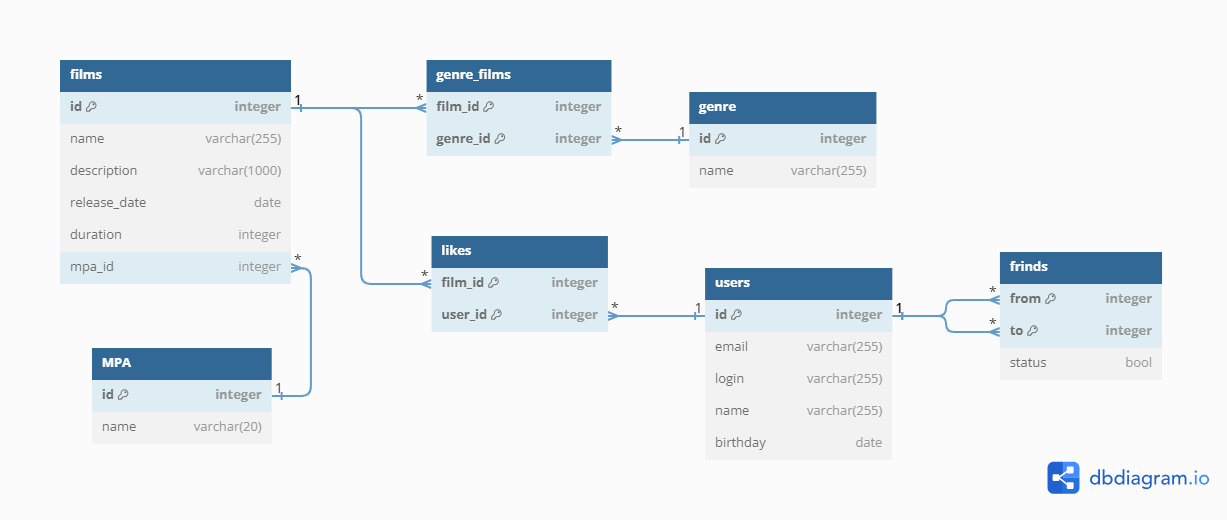 films
id integer
name varchar(255)
description varchar(1000)
release_date date
duration integer
mpa_id integer
1
*
MPA
id integer
name varchar(20)
1
genre_films
film_id integer
genre_id integer
*
*
genre
id integer
name varchar(255)
1
likes
film_id integer
user_id integer
*
*
users
id integer
email varchar(255)
login varchar(255)
name varchar(255)
birthday date
1
1
frinds
from integer
to integer
status bool
*
*
dbdiagram.io